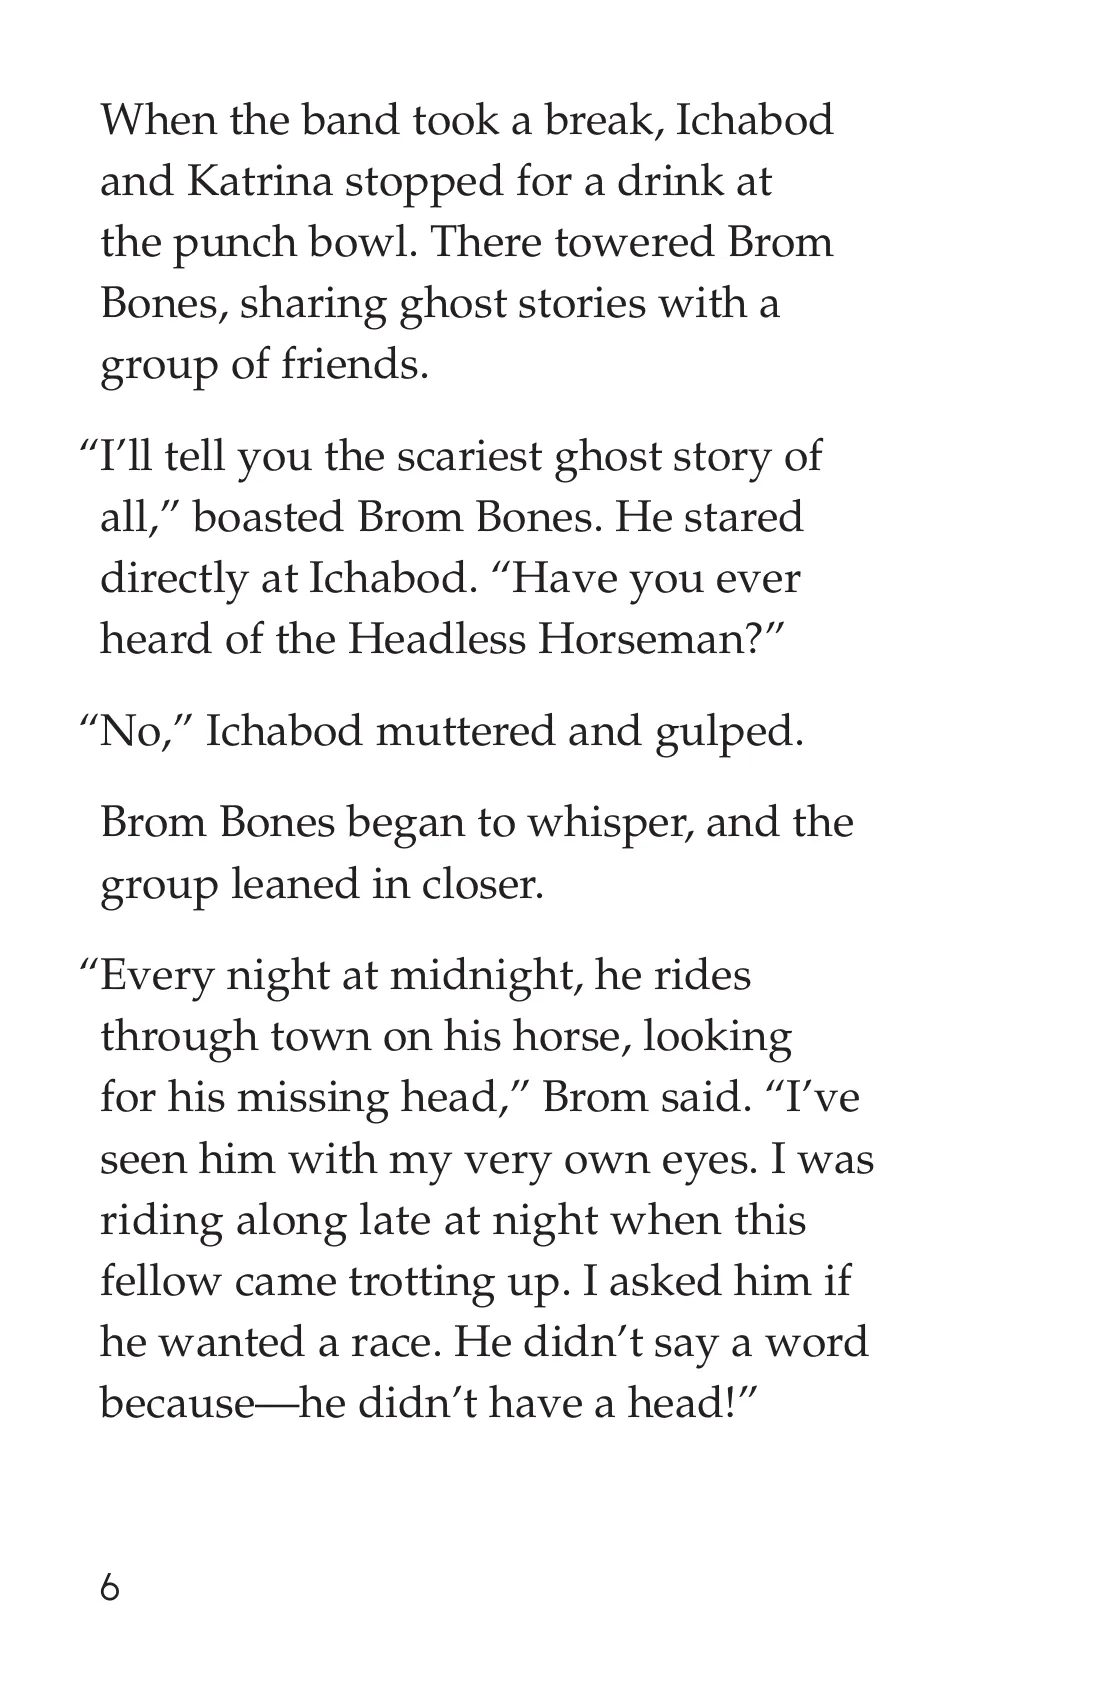 When the band took a break, Ichabod
and Katrina stopped for a drink at
the punch bowl. There towered Brom
Bones, sharing ghost stories with a
group of friends.
“I’ll tell you the scariest ghost story of
all,” boasted Brom Bones. He stared
directly at Ichabod. “Have you ever
heard of the Headless Horseman?”
“No,” Ichabod muttered and gulped.
Brom Bones began to whisper, and the
group leaned in closer.
“Every night at midnight, he rides
through town on his horse, looking
for his missing head,” Brom said. “I’ve
seen him with my very own eyes. I was
riding along late at night when this
fellow came trotting up. I asked him if
he wanted a race. He didn’t say a word
because—he didn’t have a head!”
6